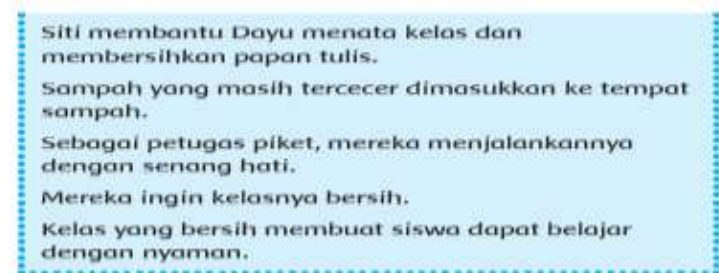 Siti membantu Dayu menata kelas dan
membersihkan papan tulis.
Sampah yang masih tercecer dimasukkan ke tempat
sampah.
Sebagai petugas piket, mereka menjalankannya
dengan senang hati.
Mereka ingin kelasnya bersih.
Kelas yang bersih membuat siswa dapat belajar
dengan nyaman.